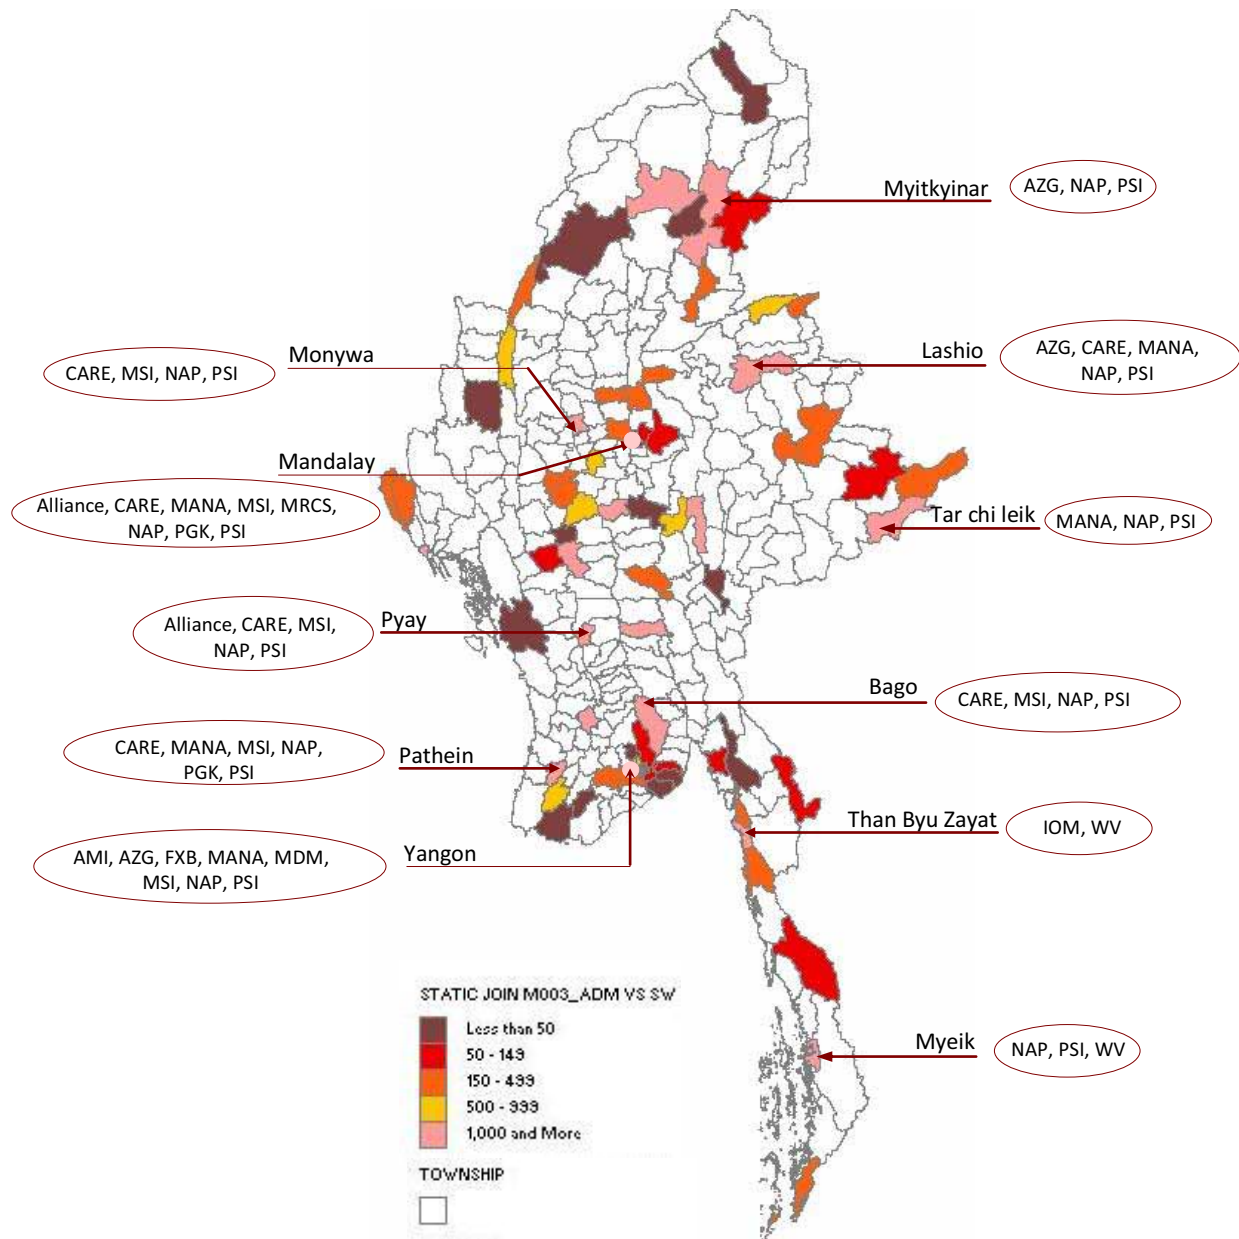 Myitkyinar
AZG, NAP, PSI
Monywa
CARE, MSI, NAP, PSI
Lashio
AZG, CARE, MANA,
NAP, PSI
Mandalay
Alliance, CARE, MANA, MSI, MRCS,
NAP, PGK, PSI
Tar chi leik
MANA, NAP, PSI
Pyay
Alliance, CARE, MSI,
NAP, PSI
Bago
CARE, MSI, NAP, PSI
Pathein
CARE, MANA, MSI, NAP,
PGK, PSI
Than Byu Zayat
IOM, WV
Yangon
AMI, AZG, FXB, MANA, MDM,
MSI, NAP, PSI
Myeik
NAP, PSI, WV
STATIC JOIN M003_ADM VS SW
Less than 50
50 - 149
150 - 499
500 - 999
1,000 and More
TOWNSHIP